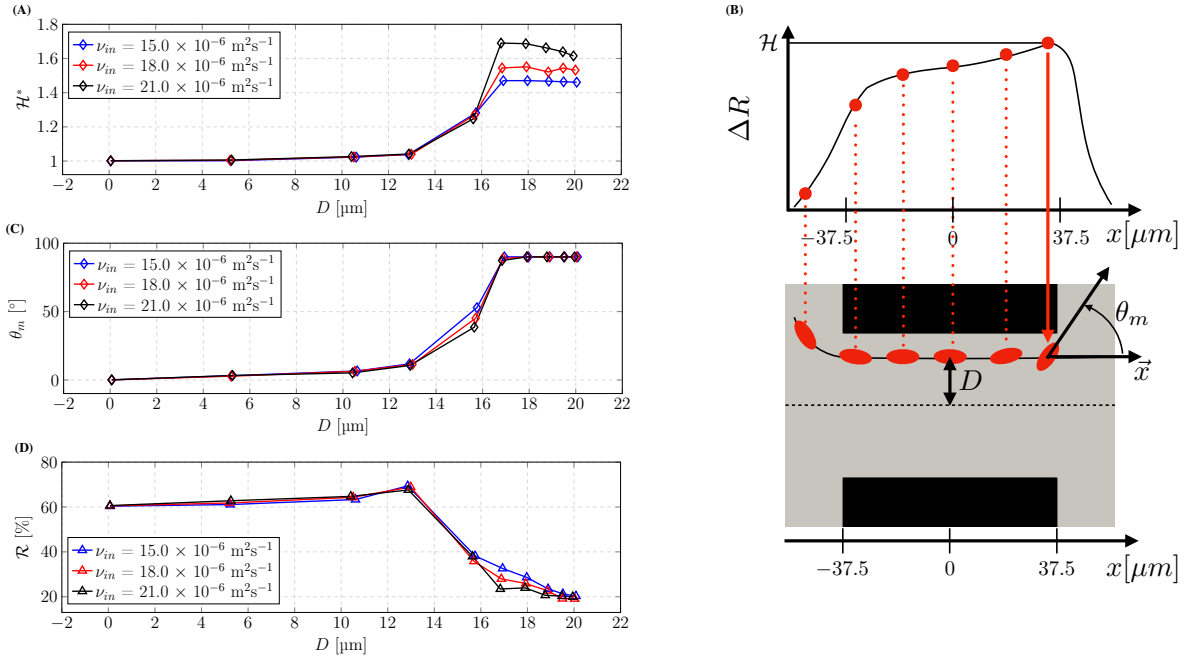 (A)
1.8
1.6
1.4
1.2
1
ℋ*
ν_in = 15.0 × 10⁻⁶ m²s⁻¹
ν_in = 18.0 × 10⁻⁶ m²s⁻¹
ν_in = 21.0 × 10⁻⁶ m²s⁻¹
−2 0 2 4 6 8 10 12 14 16 18 20 22
D [µm]
(C)
100
50
0
θ_m [°]
ν_in = 15.0 × 10⁻⁶ m²s⁻¹
ν_in = 18.0 × 10⁻⁶ m²s⁻¹
ν_in = 21.0 × 10⁻⁶ m²s⁻¹
−2 0 2 4 6 8 10 12 14 16 18 20 22
D [µm]
(D)
80
60
40
20
ℛ [%]
ν_in = 15.0 × 10⁻⁶ m²s⁻¹
ν_in = 18.0 × 10⁻⁶ m²s⁻¹
ν_in = 21.0 × 10⁻⁶ m²s⁻¹
−2 0 2 4 6 8 10 12 14 16 18 20 22
D [µm]
(B)
ℋ
ΔR
−37.5 0 37.5 x[µm]
θ_m
x⃗
D
−37.5 0 37.5 x[µm]